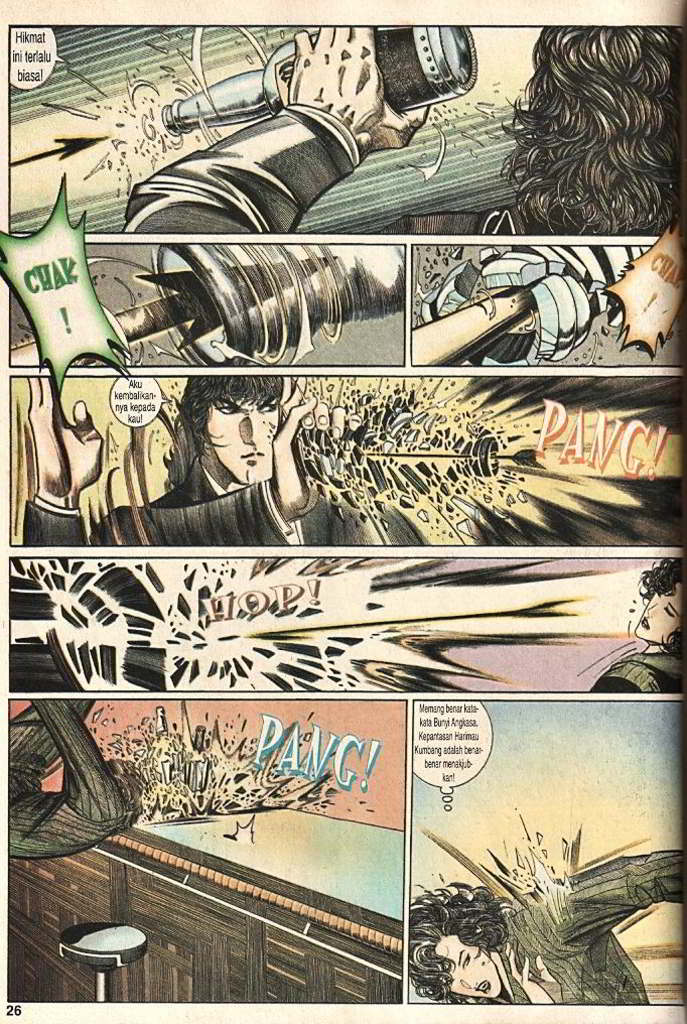 Hikmat
ini terlalu
biasa!
CHAK
!
CHAK
!
Aku
kembalikan-
nya kepada
kau!
PANG!
HOP!
PANG!
Memang benar kata-
kata Bunyi Angkasa,
Kepantasan Harimau
Kumbang adalah benar-
benar menakjub-
kan!
26